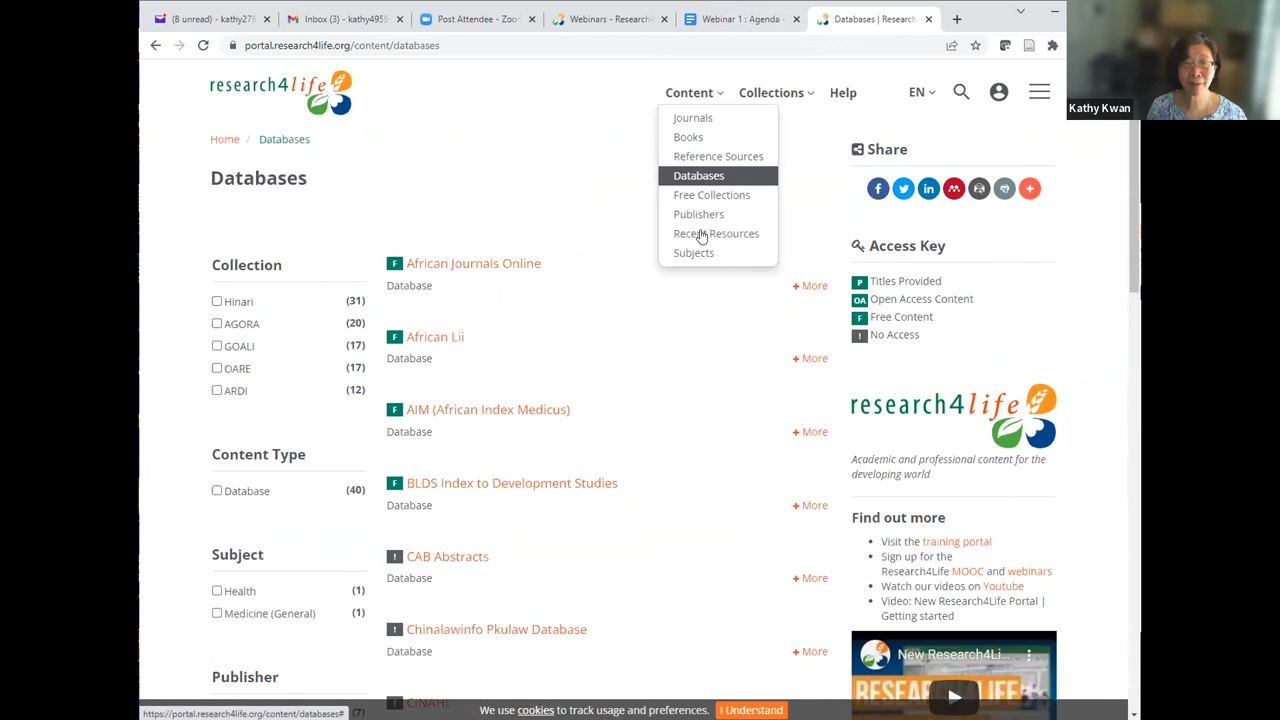 (8 unread) - kathy278
Inbox (3) - kathy4959
Post Attendee - Zoo
Webinars - Research
Webinar 1 : Agenda -
Databases | Research
portal.research4life.org/content/databases
research4life
Content
Collections
Help
EN
Kathy Kwan
Journals
Books
Reference Sources
Databases
Free Collections
Publishers
Recent Resources
Subjects
Home
Databases
Databases
Share
Collection
Hinari (31)
AGORA (20)
GOALI (17)
OARE (17)
ARDI (12)
Content Type
Database (40)
Subject
Health (1)
Medicine (General) (1)
Publisher
(7)
F African Journals Online
Database
+ More
F African Lii
Database
+ More
F AIM (African Index Medicus)
Database
+ More
F BLDS Index to Development Studies
Database
+ More
! CAB Abstracts
Database
+ More
! Chinalawinfo Pkulaw Database
Database
+ More
! CINAHL
Access Key
P Titles Provided
OA Open Access Content
F Free Content
! No Access
research4life
Academic and professional content for the
developing world
Find out more
Visit the training portal
Sign up for the
Research4Life MOOC and webinars
Watch our videos on Youtube
Video: New Research4Life Portal |
Getting started
New Research4Li...
RESEARCH4LIFE
https://portal.research4life.org/content/databases#
We use cookies to track usage and preferences.
I Understand